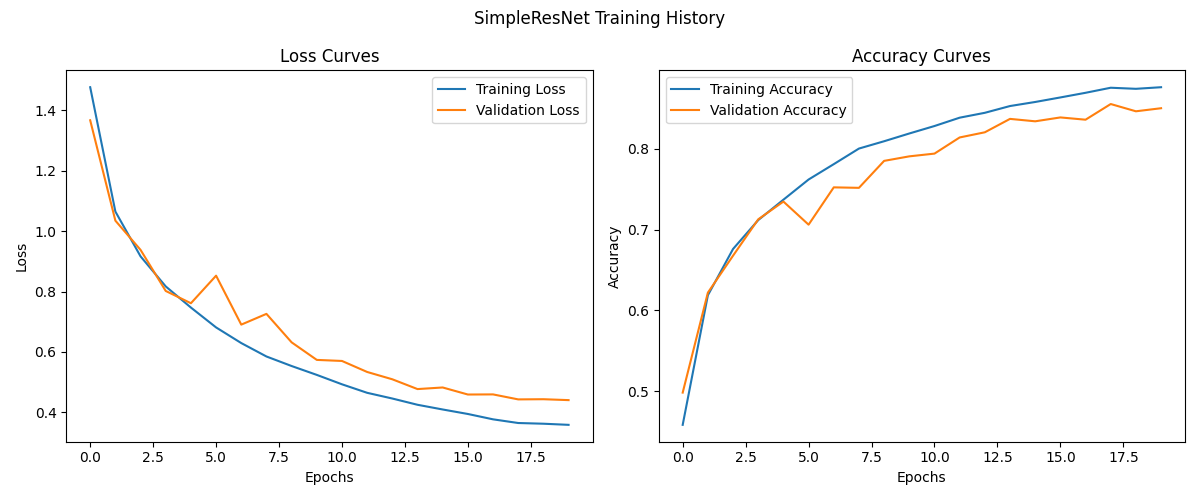 SimpleResNet Training History
Loss Curves
Training Loss
Validation Loss
1.4
1.2
1.0
0.8
0.6
0.4
Loss
0.0 2.5 5.0 7.5 10.0 12.5 15.0 17.5
Epochs
Accuracy Curves
Training Accuracy
Validation Accuracy
0.8
0.7
0.6
0.5
Accuracy
0.0 2.5 5.0 7.5 10.0 12.5 15.0 17.5
Epochs